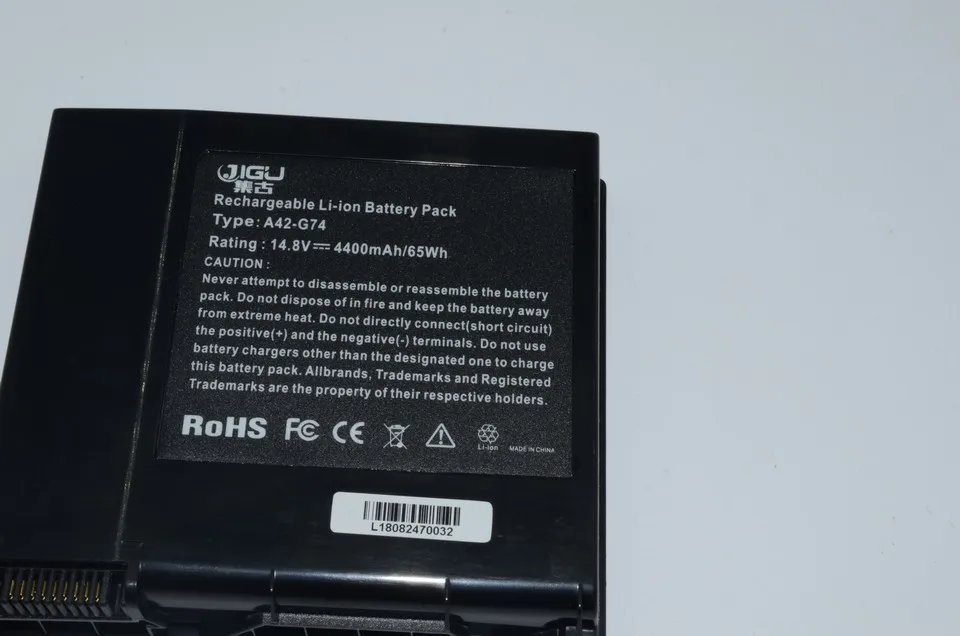 JIGU
集古
Rechargeable Li-ion Battery Pack
Type: A42-G74
Rating : 14.8V⎓ 4400mAh/65Wh
CAUTION :
Never attempt to disassemble or reassemble the battery
pack. Do not dispose of in fire and keep the battery away
from extreme heat. Do not directly connect(short circuit)
the positive(+) and the negative(-) terminals. Do not use
battery chargers other than the designated one to charge
this battery pack. Allbrands, Trademarks and Registered
Trademarks are the property of their respective holders.
RoHS FC CE Li-ion MADE IN CHINA
L18082470032